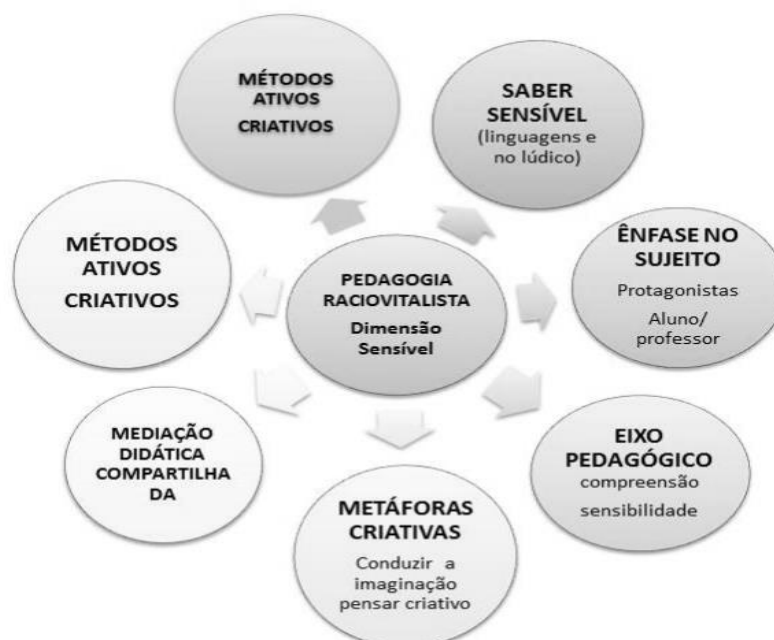 MÉTODOS
ATIVOS
CRIATIVOS
SABER
SENSÍVEL
(linguagens e
no lúdico)
MÉTODOS
ATIVOS
CRIATIVOS
PEDAGOGIA
RACIOVITALISTA
Dimensão
Sensível
ÊNFASE NO
SUJEITO
Protagonistas
Aluno/
professor
MEDIAÇÃO
DIDÁTICA
COMPARTILHA
DA
METÁFORAS
CRIATIVAS
Conduzir a
imaginação
pensar criativo
EIXO
PEDAGÓGICO
compreensão
sensibilidade